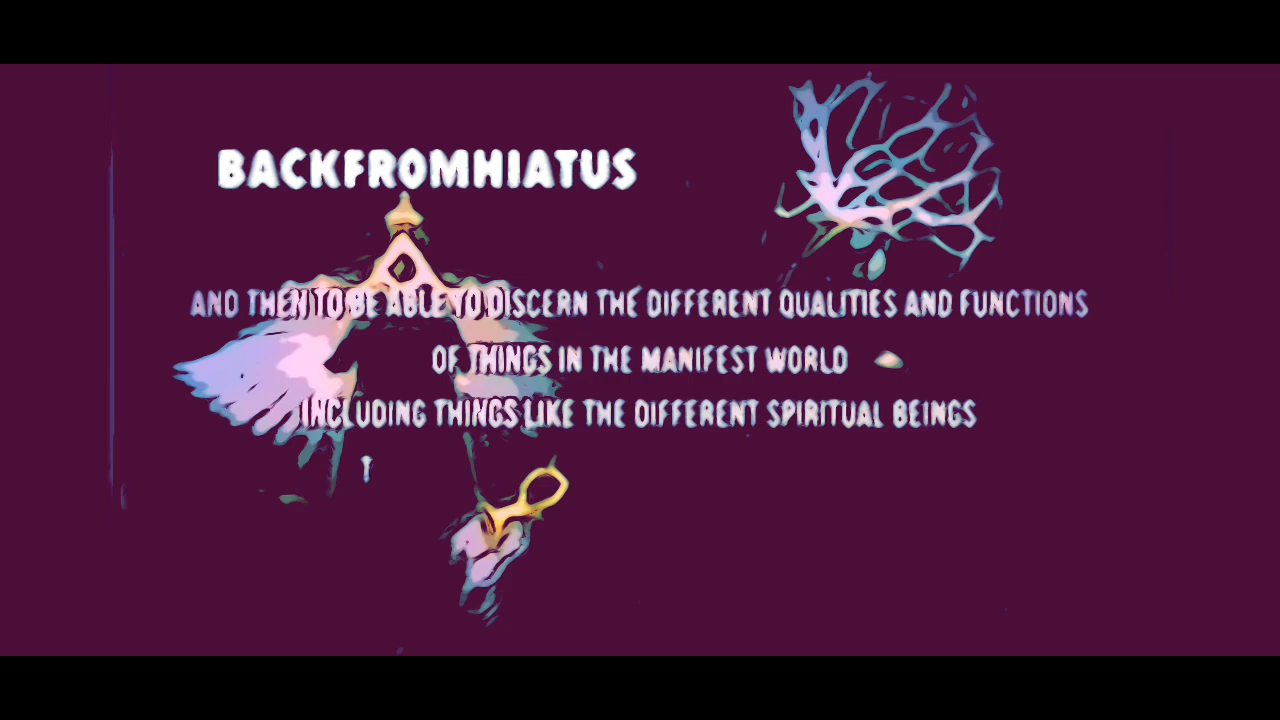 BACKFROMHIATUS
AND THEN TO BE ABLE TO DISCERN THE DIFFERENT QUALITIES AND FUNCTIONS
OF THINGS IN THE MANIFEST WORLD
INCLUDING THINGS LIKE THE DIFFERENT SPIRITUAL BEINGS